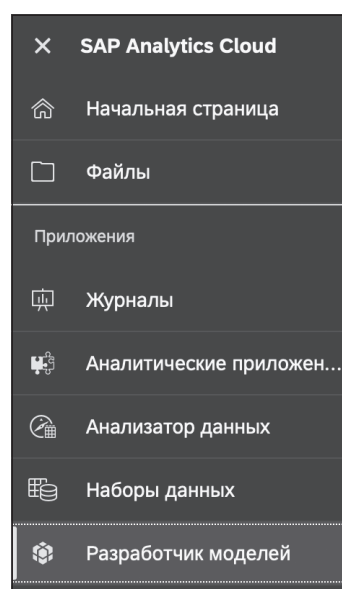 SAP Analytics Cloud
Начальная страница
Файлы
Приложения
Журналы
Аналитические приложен...
Анализатор данных
Наборы данных
Разработчик моделей